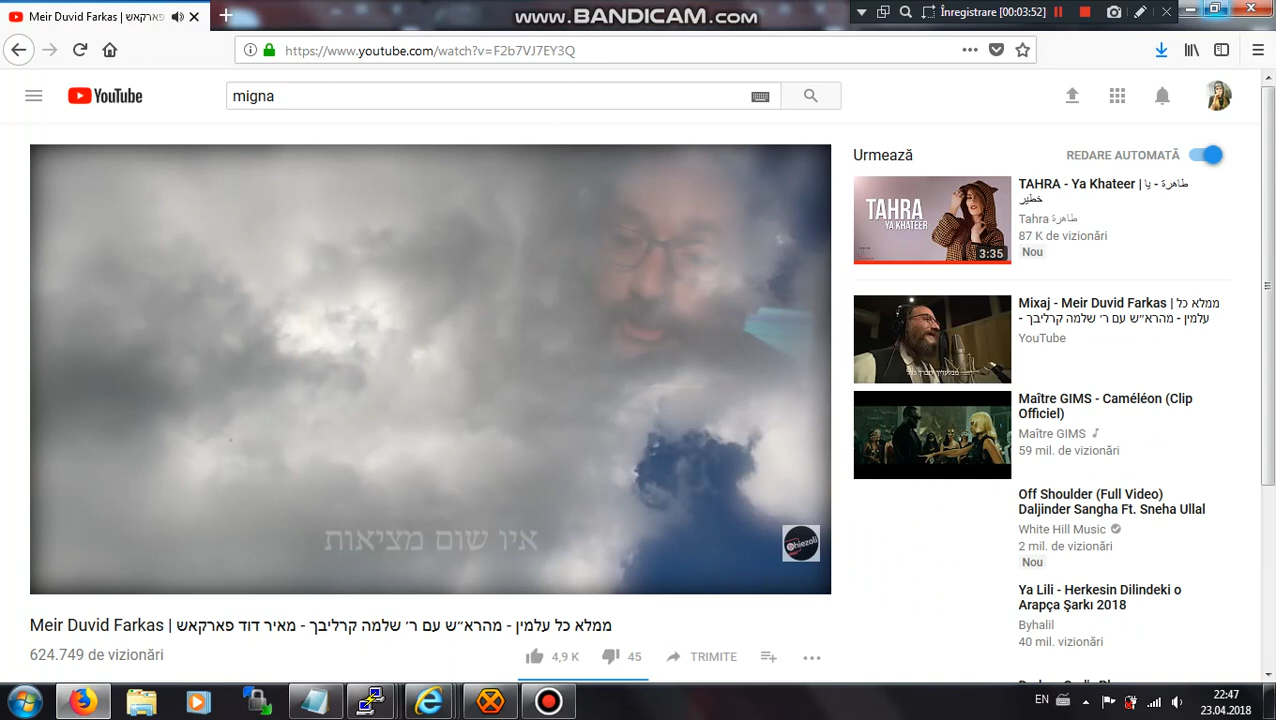 Meir Duvid Farkas | פארקאש
www.BANDICAM.com
Înregistrare [00:03:52]
https://www.youtube.com/watch?v=F2b7VJ7EY3Q
YouTube
migna
Urmează
REDARE AUTOMATĂ
TAHRA
YA KHATEER
3:35
TAHRA - Ya Khateer | طاهرة - يا
خطير
Tahra طاهرة
87 K de vizionări
Nou
Mixaj - Meir Duvid Farkas | ממלא כל
עלמין - מהרא״ש עם ר׳ שלמה קרליבך -
YouTube
Maître GIMS - Caméléon (Clip
Officiel)
Maître GIMS
59 mil. de vizionări
Off Shoulder (Full Video)
Daljinder Sangha Ft. Sneha Ullal
White Hill Music
2 mil. de vizionări
Nou
Ya Lili - Herkesin Dilindeki o
Arapça Şarkı 2018
Byhalil
40 mil. de vizionări
איו שום מציאות
Meir Duvid Farkas | ממלא כל עלמין - מהרא״ש עם ר׳ שלמה קרליבך - מאיר דוד פארקאש
624.749 de vizionări
4,9 K
45
TRIMITE
EN
22:47
23.04.2018